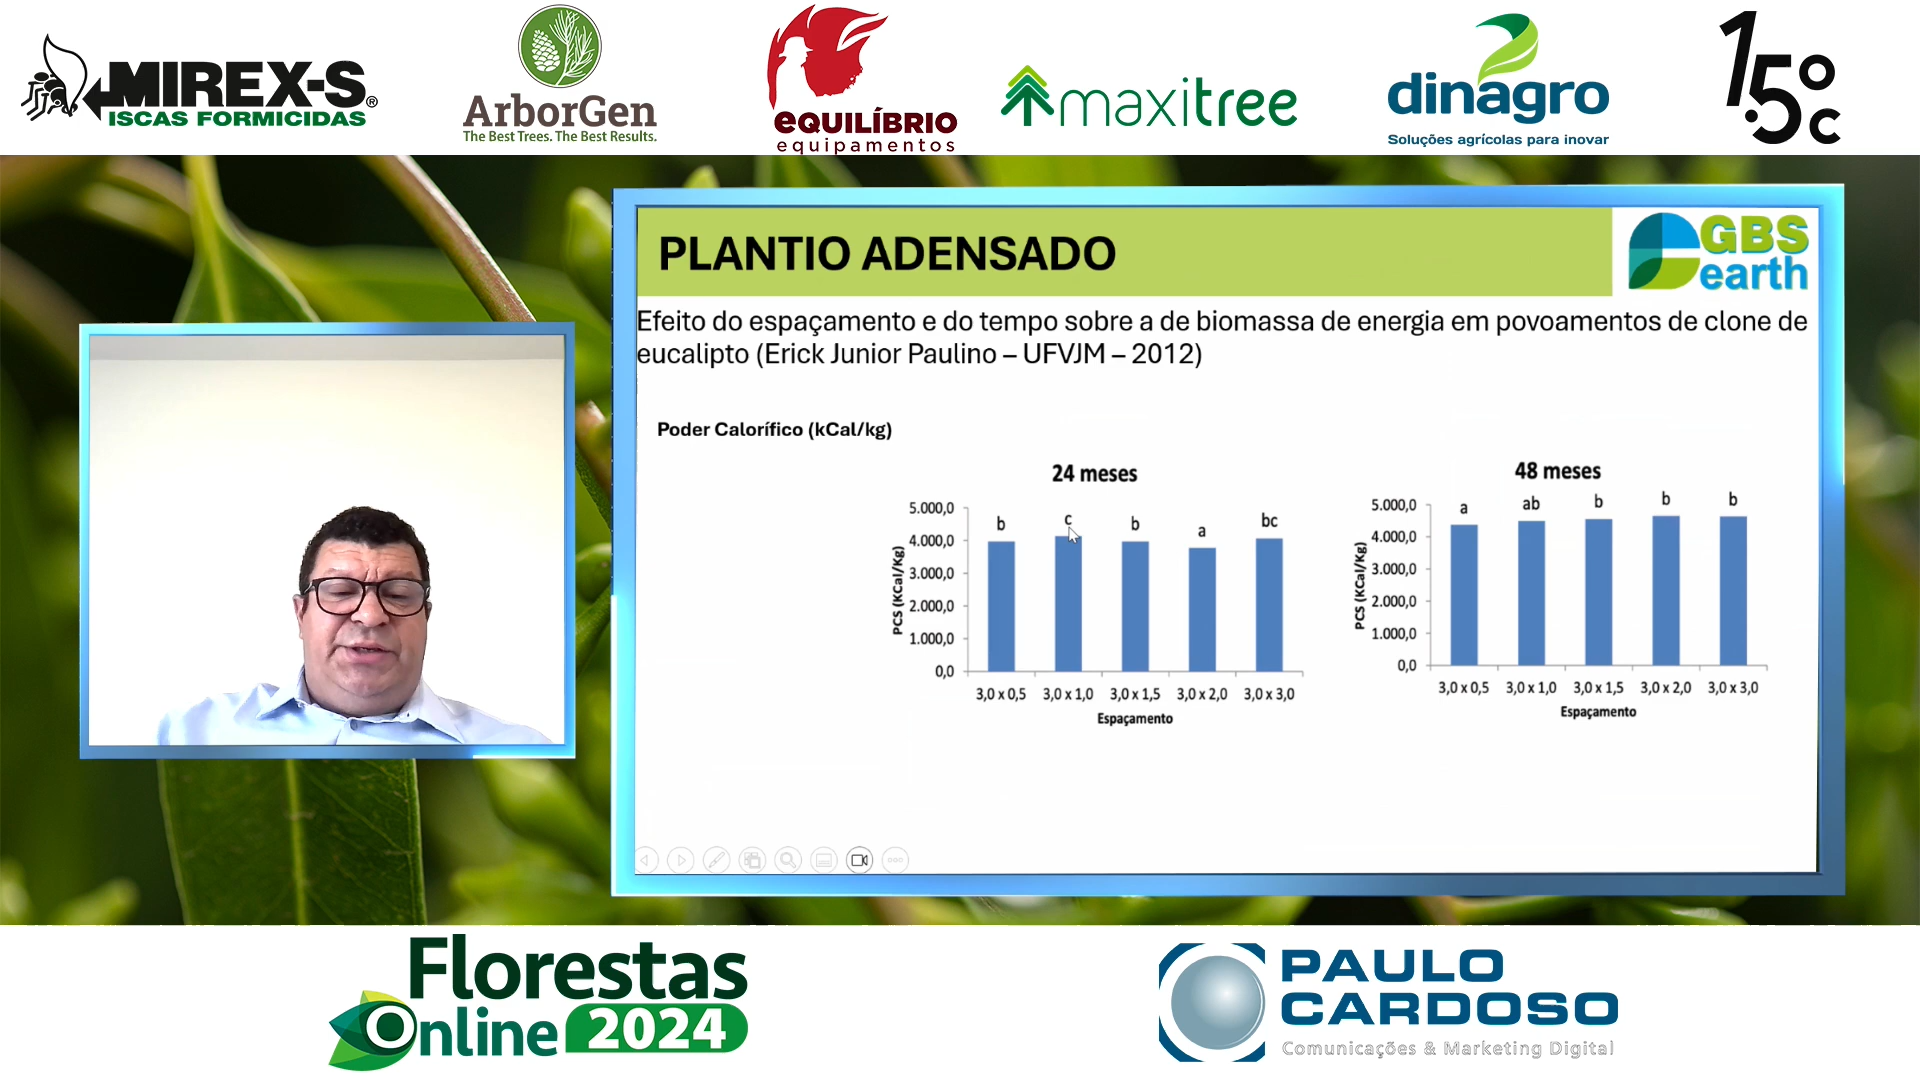 MIREX-S®
ISCAS FORMICIDAS
ArborGen
The Best Trees. The Best Results.
eQUILÍBRIO
equipamentos
maxitree
dinagro
Soluções agrícolas para inovar
1.5ºc
PLANTIO ADENSADO
GBS
earth
Efeito do espaçamento e do tempo sobre a de biomassa de energia em povoamentos de clone de
eucalipto (Erick Junior Paulino – UFVJM – 2012)
Poder Calorífico (kCal/kg)
24 meses
PCS (KCal/Kg)
5.000,0
4.000,0
3.000,0
2.000,0
1.000,0
0,0
b c b a bc
3,0 x 0,5 3,0 x 1,0 3,0 x 1,5 3,0 x 2,0 3,0 x 3,0
Espaçamento
48 meses
PCS (KCal/Kg)
5.000,0
4.000,0
3.000,0
2.000,0
1.000,0
0,0
a ab b b b
3,0 x 0,5 3,0 x 1,0 3,0 x 1,5 3,0 x 2,0 3,0 x 3,0
Espaçamento
Florestas
Online 2024
PAULO
CARDOSO
Comunicações & Marketing Digital